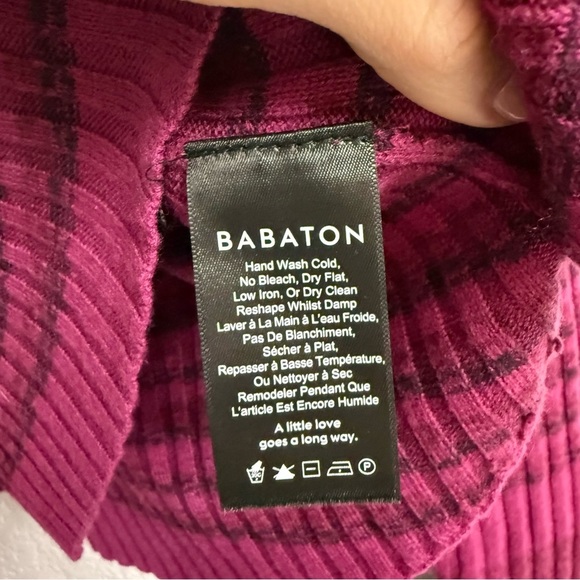 BABATON
Hand Wash Cold,
No Bleach, Dry Flat,
Low Iron, Or Dry Clean
Reshape Whilst Damp
Laver à La Main à L'eau Froide,
Pas De Blanchiment,
Sécher à Plat,
Repasser à Basse Température,
Ou Nettoyer à Sec
Remodeler Pendant Que
L'article Est Encore Humide
A little love
goes a long way.
P